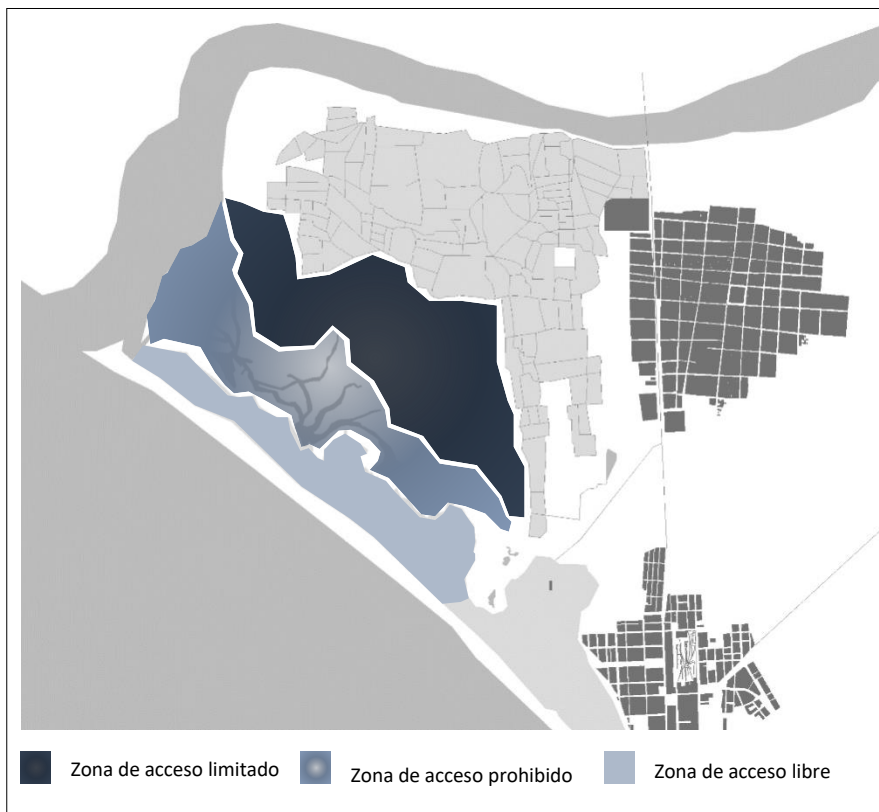 Zona de acceso limitado
Zona de acceso prohibido
Zona de acceso libre